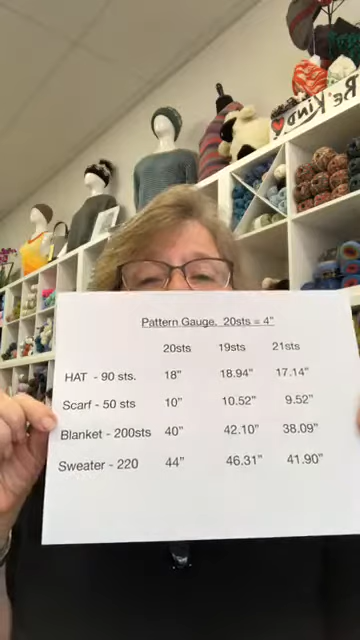 Be Kind
Pattern Gauge. 20sts = 4"
20sts 19sts 21sts
HAT - 90 sts. 18" 18.94" 17.14"
Scarf - 50 sts 10" 10.52" 9.52"
Blanket - 200sts 40" 42.10" 38.09"
Sweater - 220 44" 46.31" 41.90"